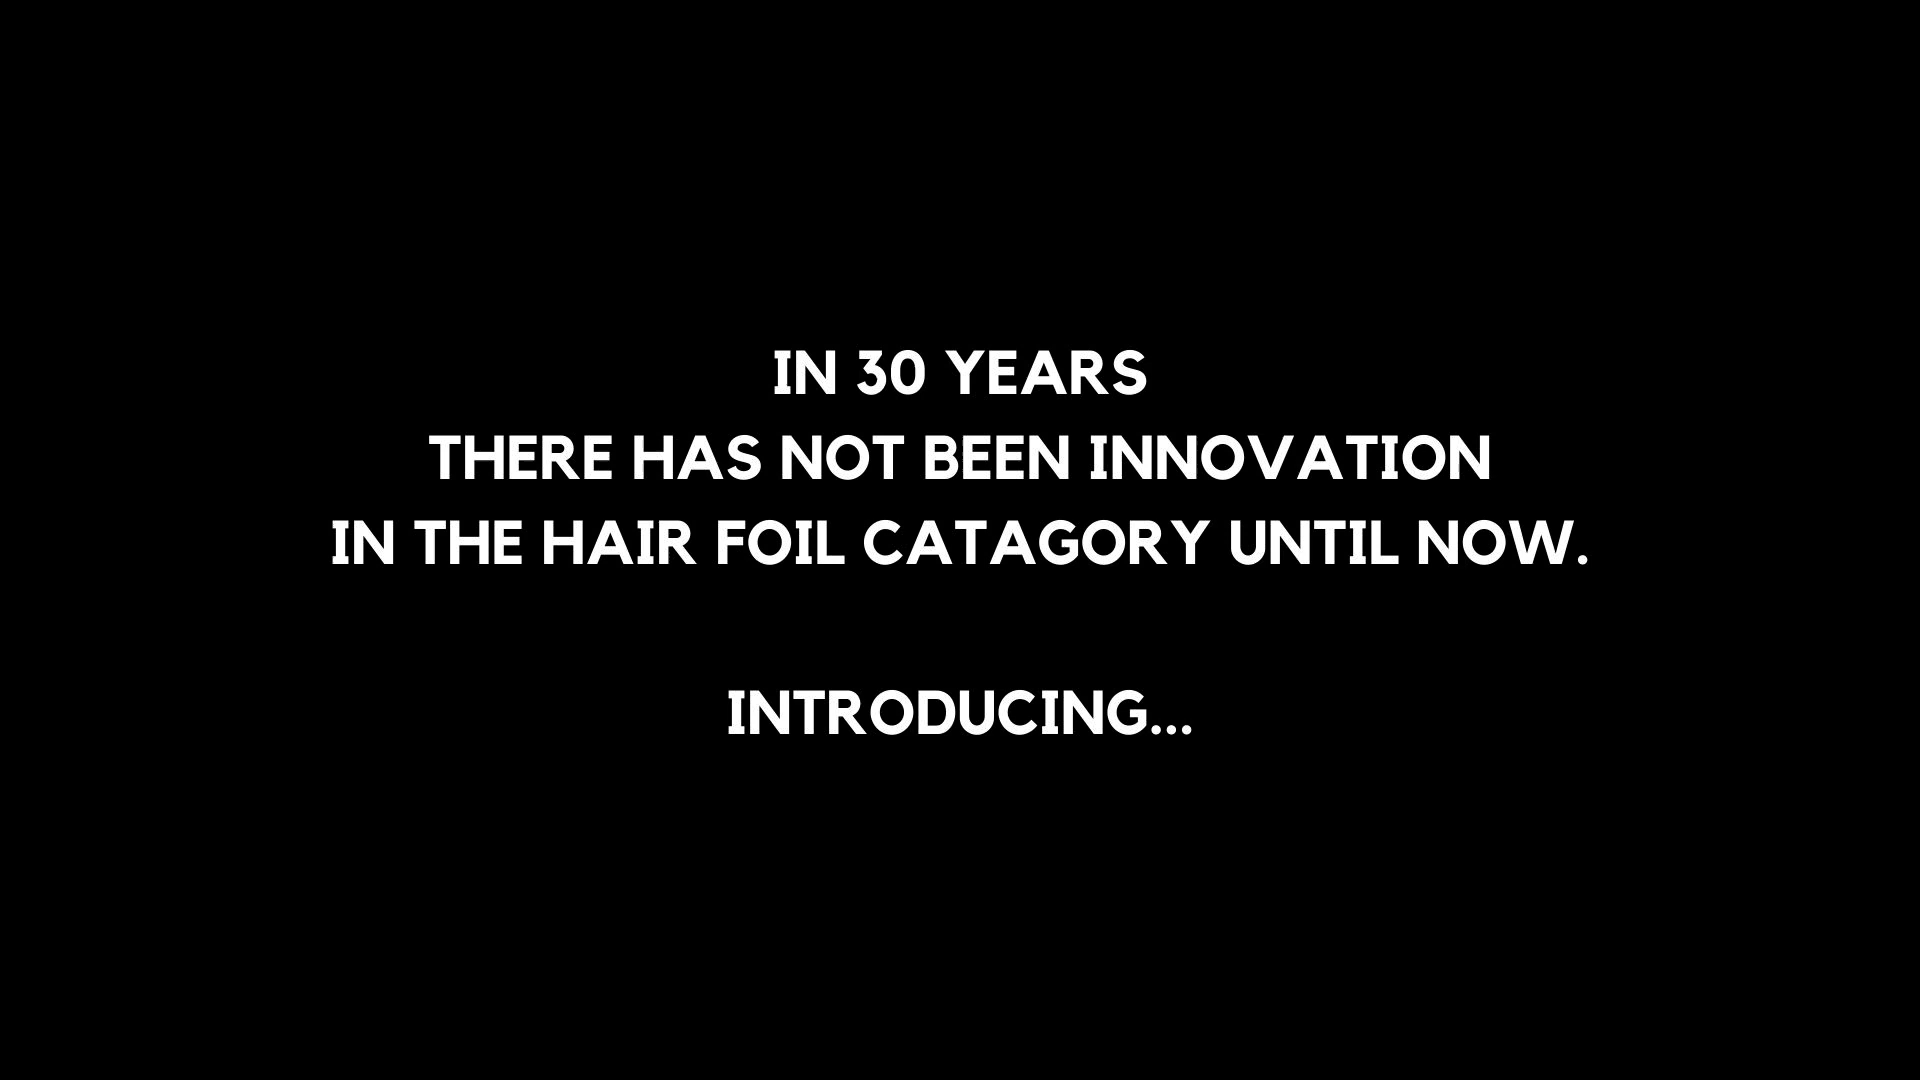 IN 30 YEARS
THERE HAS NOT BEEN INNOVATION
IN THE HAIR FOIL CATAGORY UNTIL NOW.
INTRODUCING...